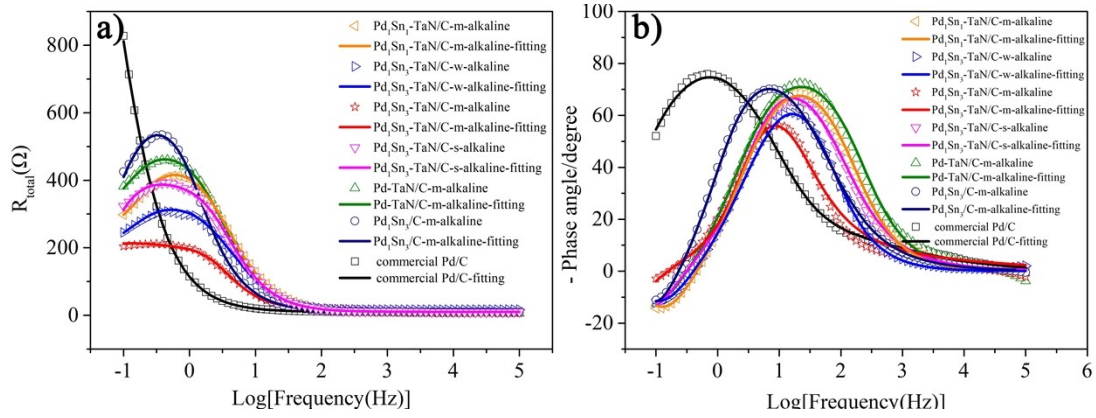 a)
R_total(Ω)
800
600
400
200
0
-1
0
1
2
3
4
5
Log[Frequency(Hz)]
Pd₁Sn₁-TaN/C-m-alkaline
Pd₁Sn₁-TaN/C-m-alkaline-fitting
Pd₁Sn₃-TaN/C-w-alkaline
Pd₁Sn₃-TaN/C-w-alkaline-fitting
Pd₁Sn₃-TaN/C-m-alkaline
Pd₁Sn₃-TaN/C-m-alkaline-fitting
Pd₁Sn₃-TaN/C-s-alkaline
Pd₁Sn₃-TaN/C-s-alkaline-fitting
Pd-TaN/C-m-alkaline
Pd-TaN/C-m-alkaline-fitting
Pd₁Sn₃/C-m-alkaline
Pd₁Sn₃/C-m-alkaline-fitting
commercial Pd/C
commercial Pd/C-fitting
b)
- Phase angle/degree
100
80
60
40
20
0
-20
-1
0
1
2
3
4
5
6
Log[Frequency(Hz)]
Pd₁Sn₁-TaN/C-m-alkaline
Pd₁Sn₁-TaN/C-m-alkaline-fitting
Pd₁Sn₃-TaN/C-w-alkaline
Pd₁Sn₃-TaN/C-w-alkaline-fitting
Pd₁Sn₃-TaN/C-m-alkaline
Pd₁Sn₃-TaN/C-m-alkaline-fitting
Pd₁Sn₃-TaN/C-s-alkaline
Pd₁Sn₃-TaN/C-s-alkaline-fitting
Pd-TaN/C-m-alkaline
Pd-TaN/C-m-alkaline-fitting
Pd₁Sn₃/C-m-alkaline
Pd₁Sn₃/C-m-alkaline-fitting
commercial Pd/C
commercial Pd/C-fitting